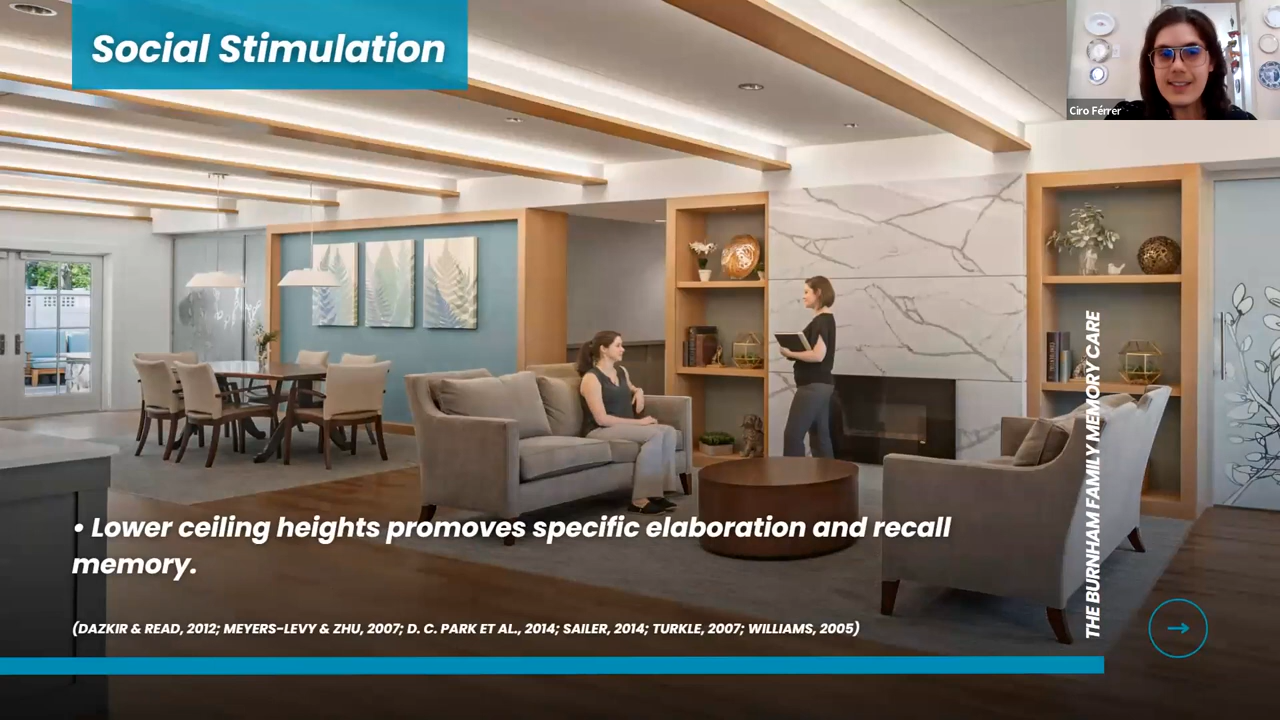 Social Stimulation
Ciro Férrer
• Lower ceiling heights promotes specific elaboration and recall
memory.
(DAZKIR & READ, 2012; MEYERS-LEVY & ZHU, 2007; D. C. PARK ET AL., 2014; SAILER, 2014; TURKLE, 2007; WILLIAMS, 2005)
THE BURNHAM FAMILY MEMORY CARE